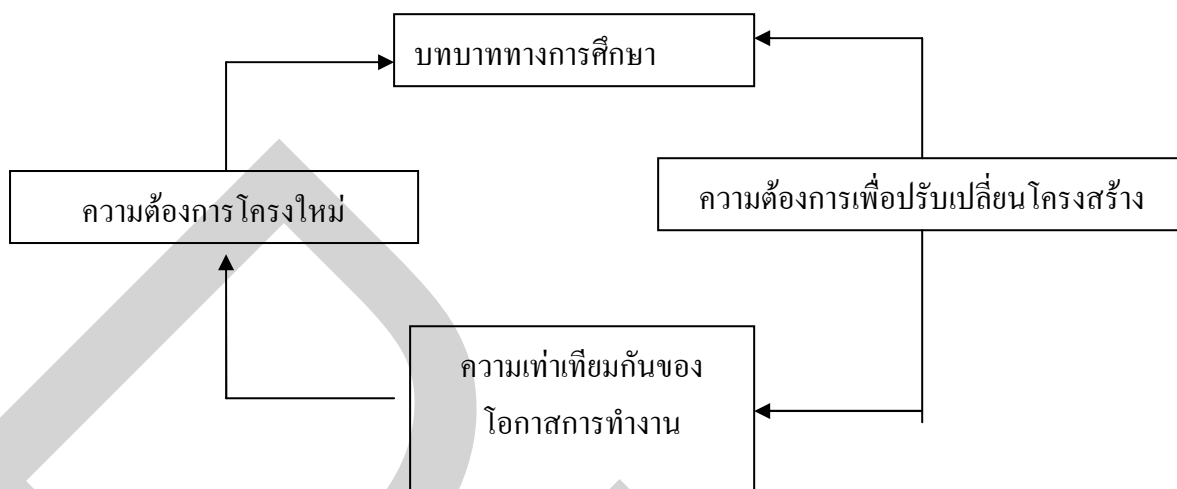 บทบาททางการศึกษา
ความต้องการโครงใหม่
ความต้องการเพื่อปรับเปลี่ยนโครงสร้าง
ความเท่าเทียมกันของ
โอกาสการทำงาน